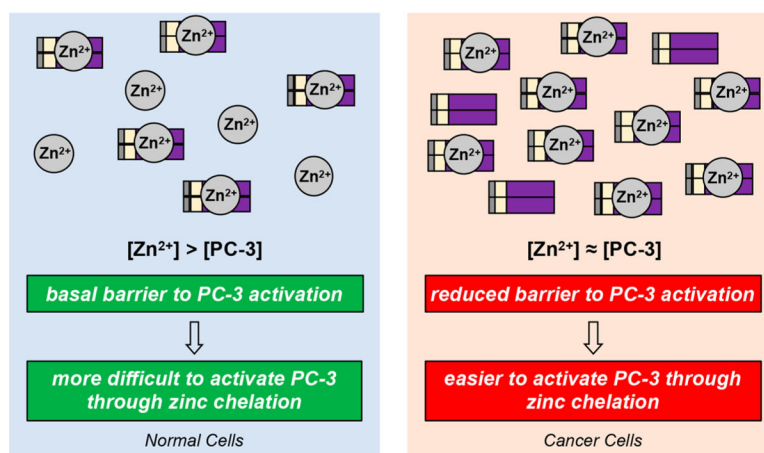 Zn²⁺
Zn²⁺
Zn²⁺
Zn²⁺
Zn²⁺
Zn²⁺
Zn²⁺
Zn²⁺
Zn²⁺
[Zn²⁺] > [PC-3]
basal barrier to PC-3 activation
more difficult to activate PC-3
through zinc chelation
Normal Cells
Zn²⁺
Zn²⁺
Zn²⁺
Zn²⁺
Zn²⁺
Zn²⁺
Zn²⁺
Zn²⁺
Zn²⁺
[Zn²⁺] ≈ [PC-3]
reduced barrier to PC-3 activation
easier to activate PC-3 through
zinc chelation
Cancer Cells